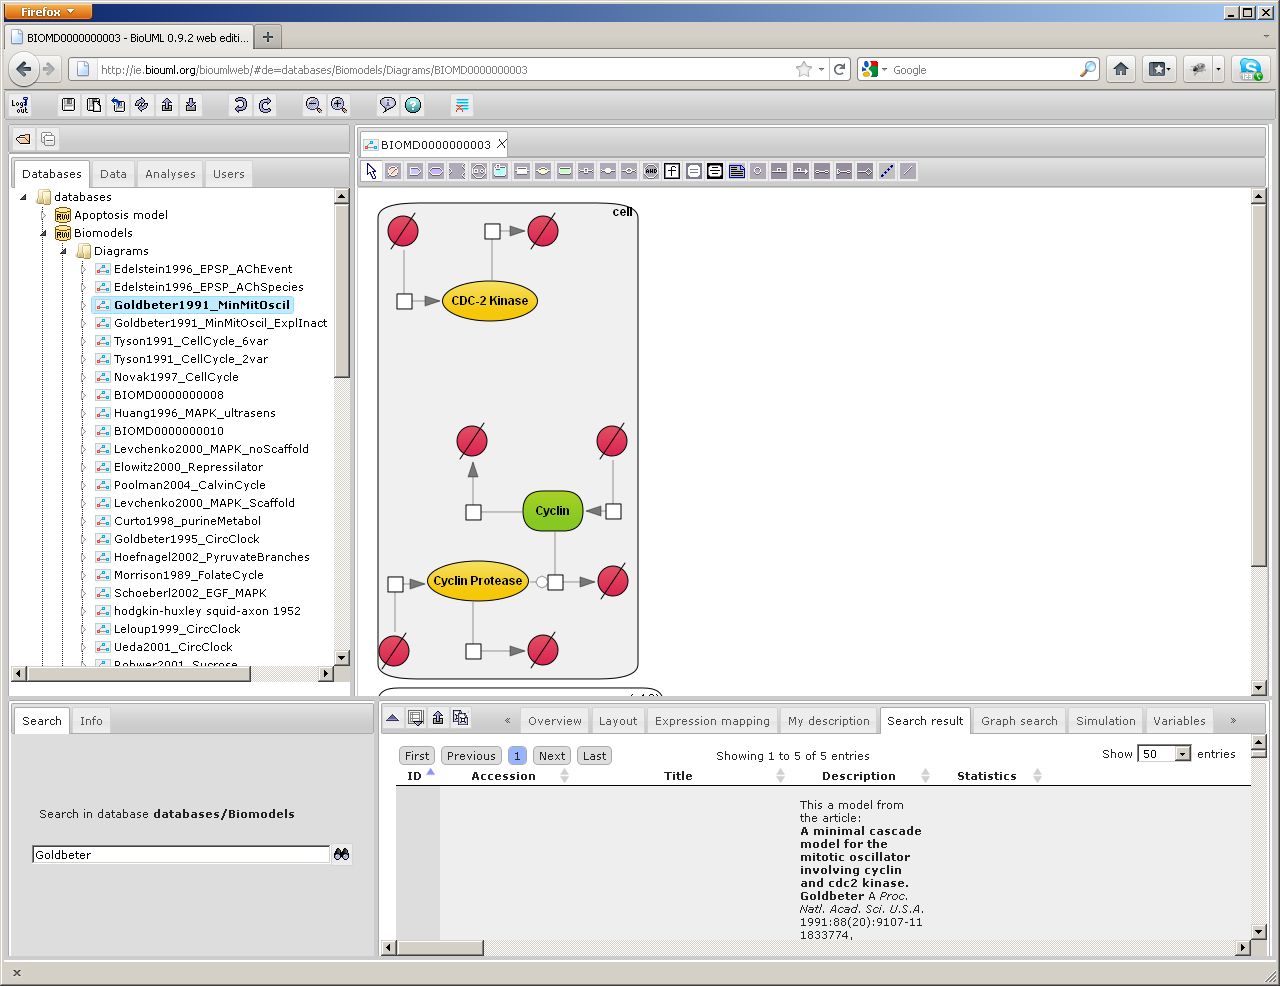 Firefox
BIOMD0000000003 - BioUML 0.9.2 web editi...
http://ie.biouml.org/bioumlweb/#de=databases/Biomodels/Diagrams/BIOMD0000000003
Google
Log out
BIOMD0000000003
Databases Data Analyses Users
databases
Apoptosis model
Biomodels
Diagrams
Edelstein1996_EPSP_AChEvent
Edelstein1996_EPSP_AChSpecies
Goldbeter1991_MinMitOscil
Goldbeter1991_MinMitOscil_ExplInact
Tyson1991_CellCycle_6var
Tyson1991_CellCycle_2var
Novak1997_CellCycle
BIOMD0000000008
Huang1996_MAPK_ultrasens
BIOMD0000000010
Levchenko2000_MAPK_noScaffold
Elowitz2000_Repressilator
Poolman2004_CalvinCycle
Levchenko2000_MAPK_Scaffold
Curto1998_purineMetabol
Goldbeter1995_CircClock
Hoefnagel2002_PyruvateBranches
Morrison1989_FolateCycle
Schoeberl2002_EGF_MAPK
hodgkin-huxley squid-axon 1952
Leloup1999_CircClock
Ueda2001_CircClock
Rohwer2001_Sucrose
cell
CDC-2 Kinase
Cyclin
Cyclin Protease
Search Info
Search in database databases/Biomodels
Goldbeter
« Overview Layout Expression mapping My description Search result Graph search Simulation Variables »
First Previous 1 Next Last
Showing 1 to 5 of 5 entries
Show 50 entries
ID Accession Title Description Statistics
This a model from
the article:
A minimal cascade
model for the
mitotic oscillator
involving cyclin
and cdc2 kinase.
Goldbeter A Proc.
Natl. Acad. Sci. U.S.A.
1991:88(20):9107-11
1833774,